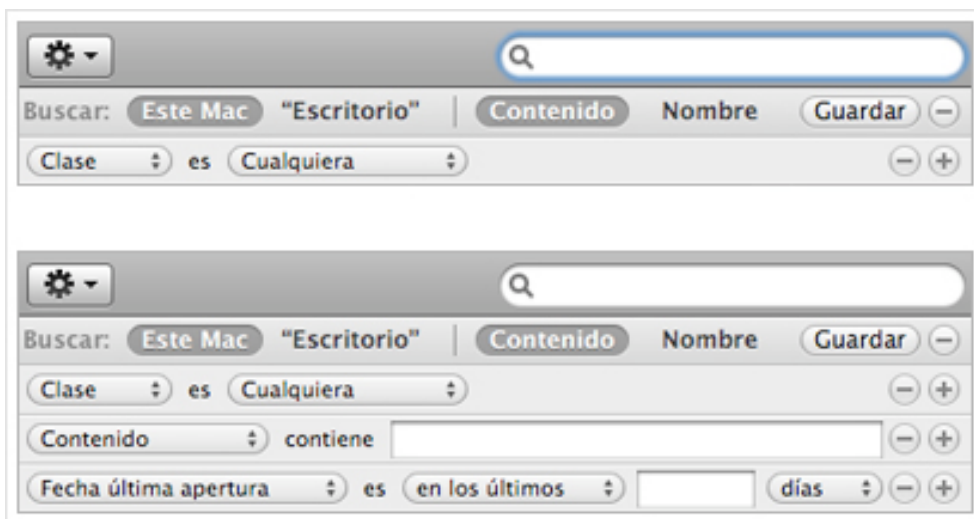 Buscar: Este Mac "Escritorio" Contenido Nombre Guardar
Clase es Cualquiera
Buscar: Este Mac "Escritorio" Contenido Nombre Guardar
Clase es Cualquiera
Contenido contiene
Fecha última apertura es en los últimos días